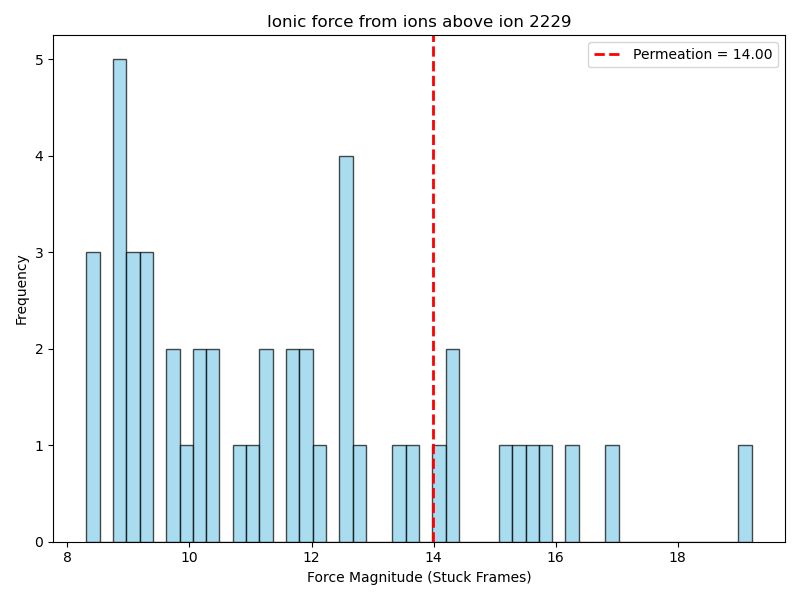 Ionic force from ions above ion 2229
Permeation = 14.00
Frequency
5
4
3
2
1
0
8 10 12 14 16 18
Force Magnitude (Stuck Frames)